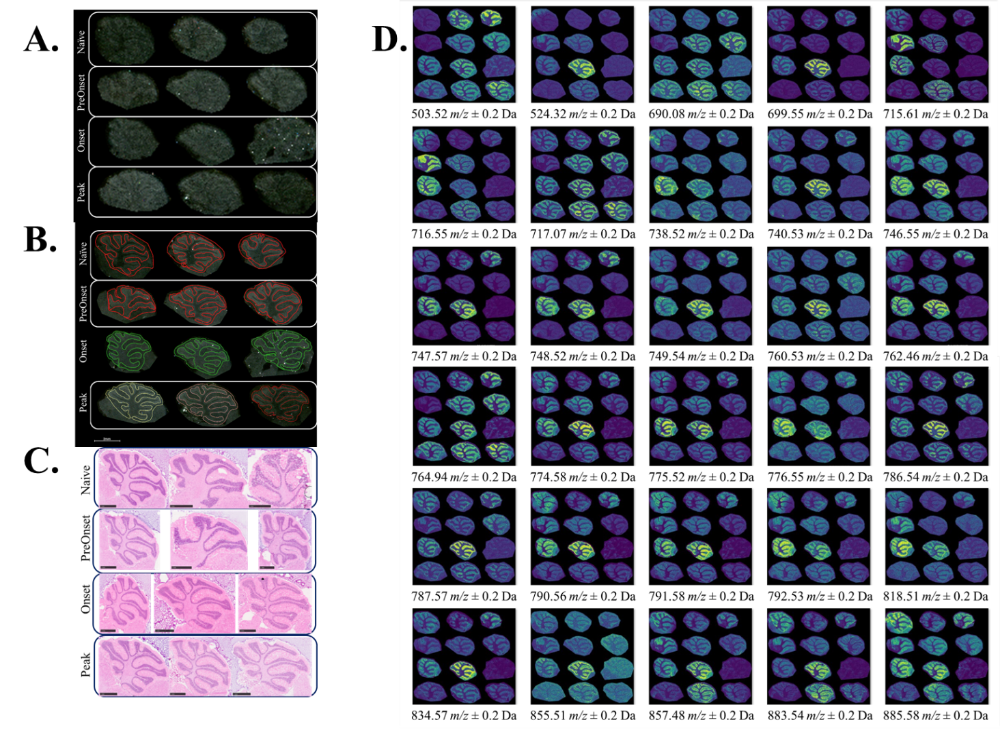 A.
Naïve
PreOnset
Onset
Peak
B.
Naïve
PreOnset
Onset
Peak
C.
Naive
PreOnset
Onset
Peak
D.
503.52 m/z ± 0.2 Da
524.32 m/z ± 0.2 Da
690.08 m/z ± 0.2 Da
699.55 m/z ± 0.2 Da
715.61 m/z ± 0.2 Da
716.55 m/z ± 0.2 Da
717.07 m/z ± 0.2 Da
738.52 m/z ± 0.2 Da
740.53 m/z ± 0.2 Da
746.55 m/z ± 0.2 Da
747.57 m/z ± 0.2 Da
748.52 m/z ± 0.2 Da
749.54 m/z ± 0.2 Da
760.53 m/z ± 0.2 Da
762.46 m/z ± 0.2 Da
764.94 m/z ± 0.2 Da
774.58 m/z ± 0.2 Da
775.52 m/z ± 0.2 Da
776.55 m/z ± 0.2 Da
786.54 m/z ± 0.2 Da
787.57 m/z ± 0.2 Da
790.56 m/z ± 0.2 Da
791.58 m/z ± 0.2 Da
792.53 m/z ± 0.2 Da
818.51 m/z ± 0.2 Da
834.57 m/z ± 0.2 Da
855.51 m/z ± 0.2 Da
857.48 m/z ± 0.2 Da
883.54 m/z ± 0.2 Da
885.58 m/z ± 0.2 Da